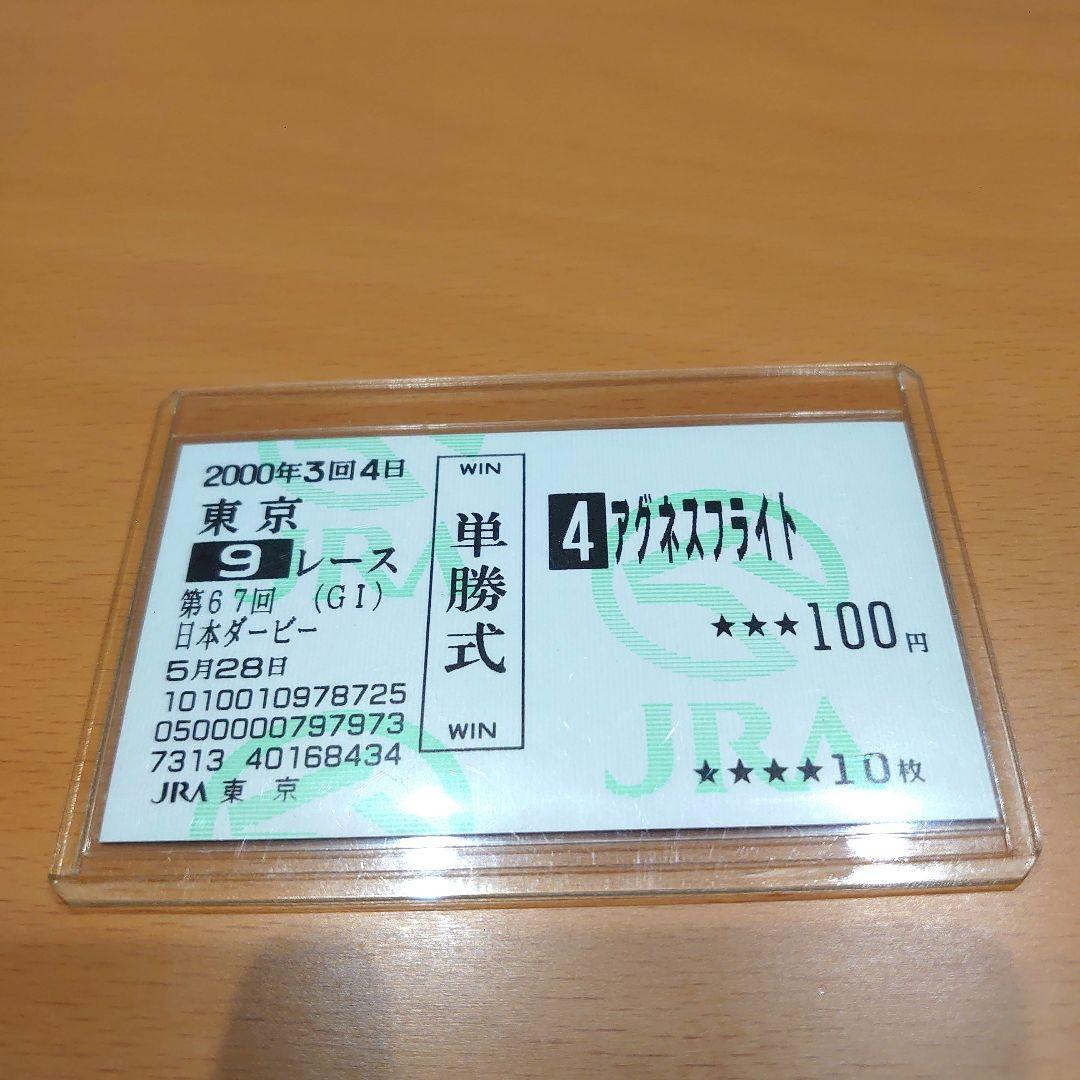 2000年3回4日
東京
9レース
第67回 (GI)
日本ダービー
5月28日
1010010978725
0500000797973
7313 40168434
JRA 東 京
WIN
単勝式
WIN
4アグネスフライト
★★★100円
★★★★10枚
JRA
JRA